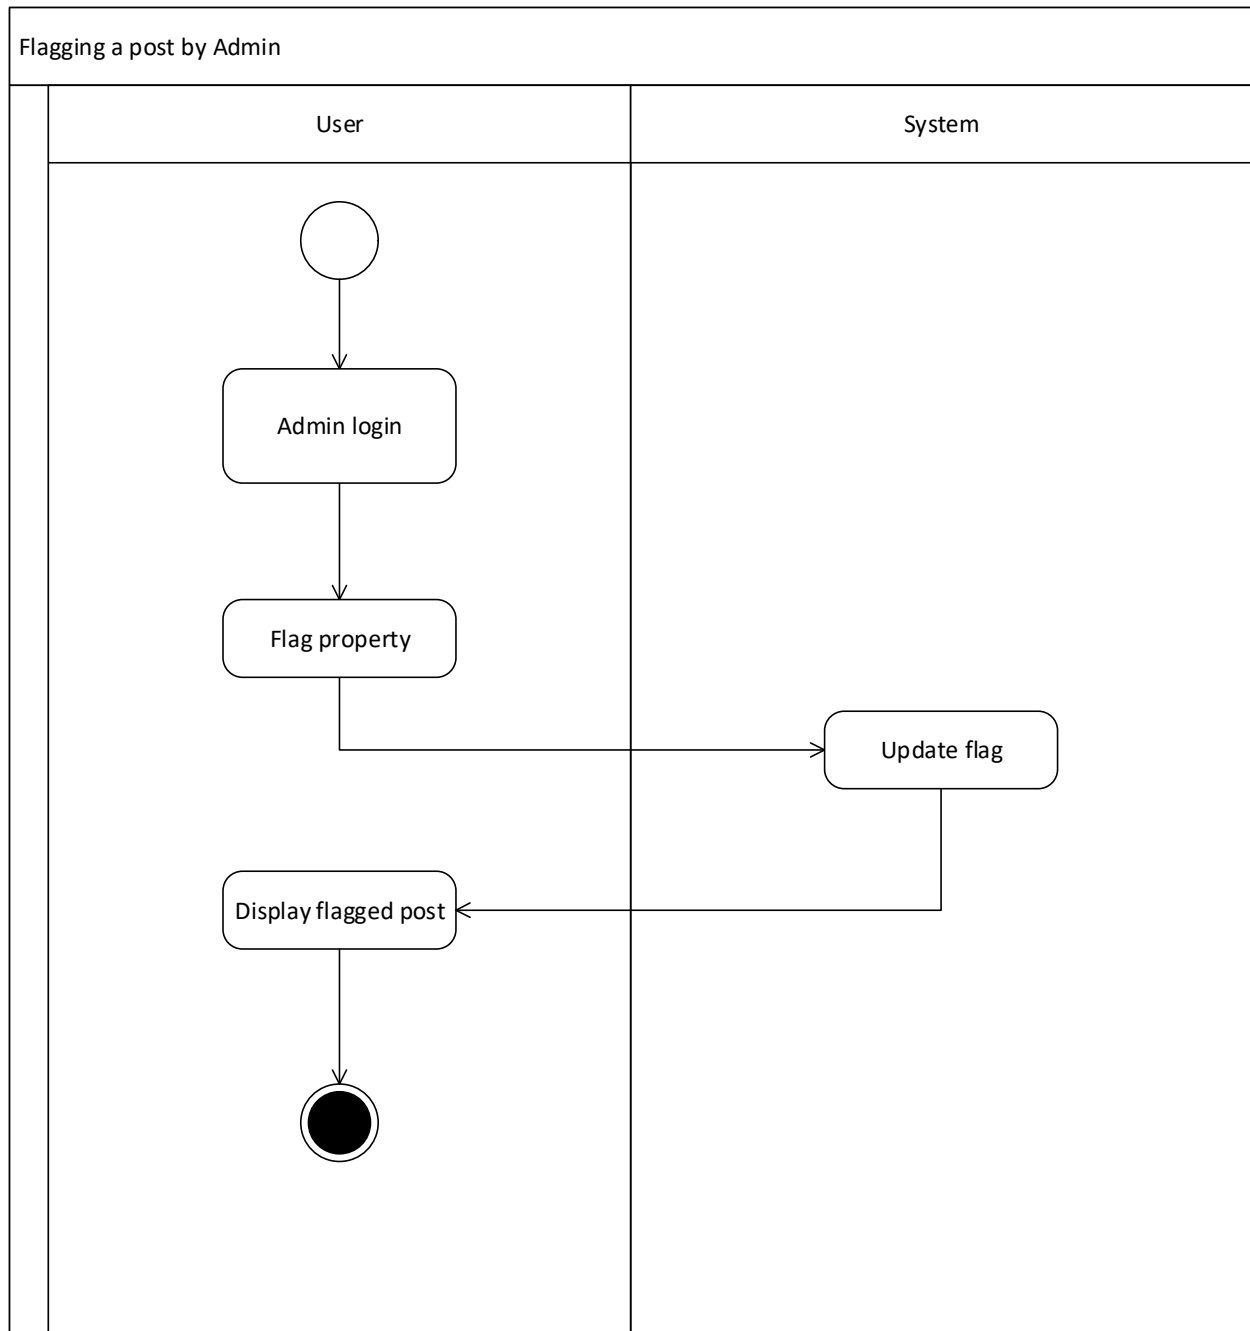 Flagging a post by Admin
User
System
Admin login
Flag property
Update flag
Display flagged post